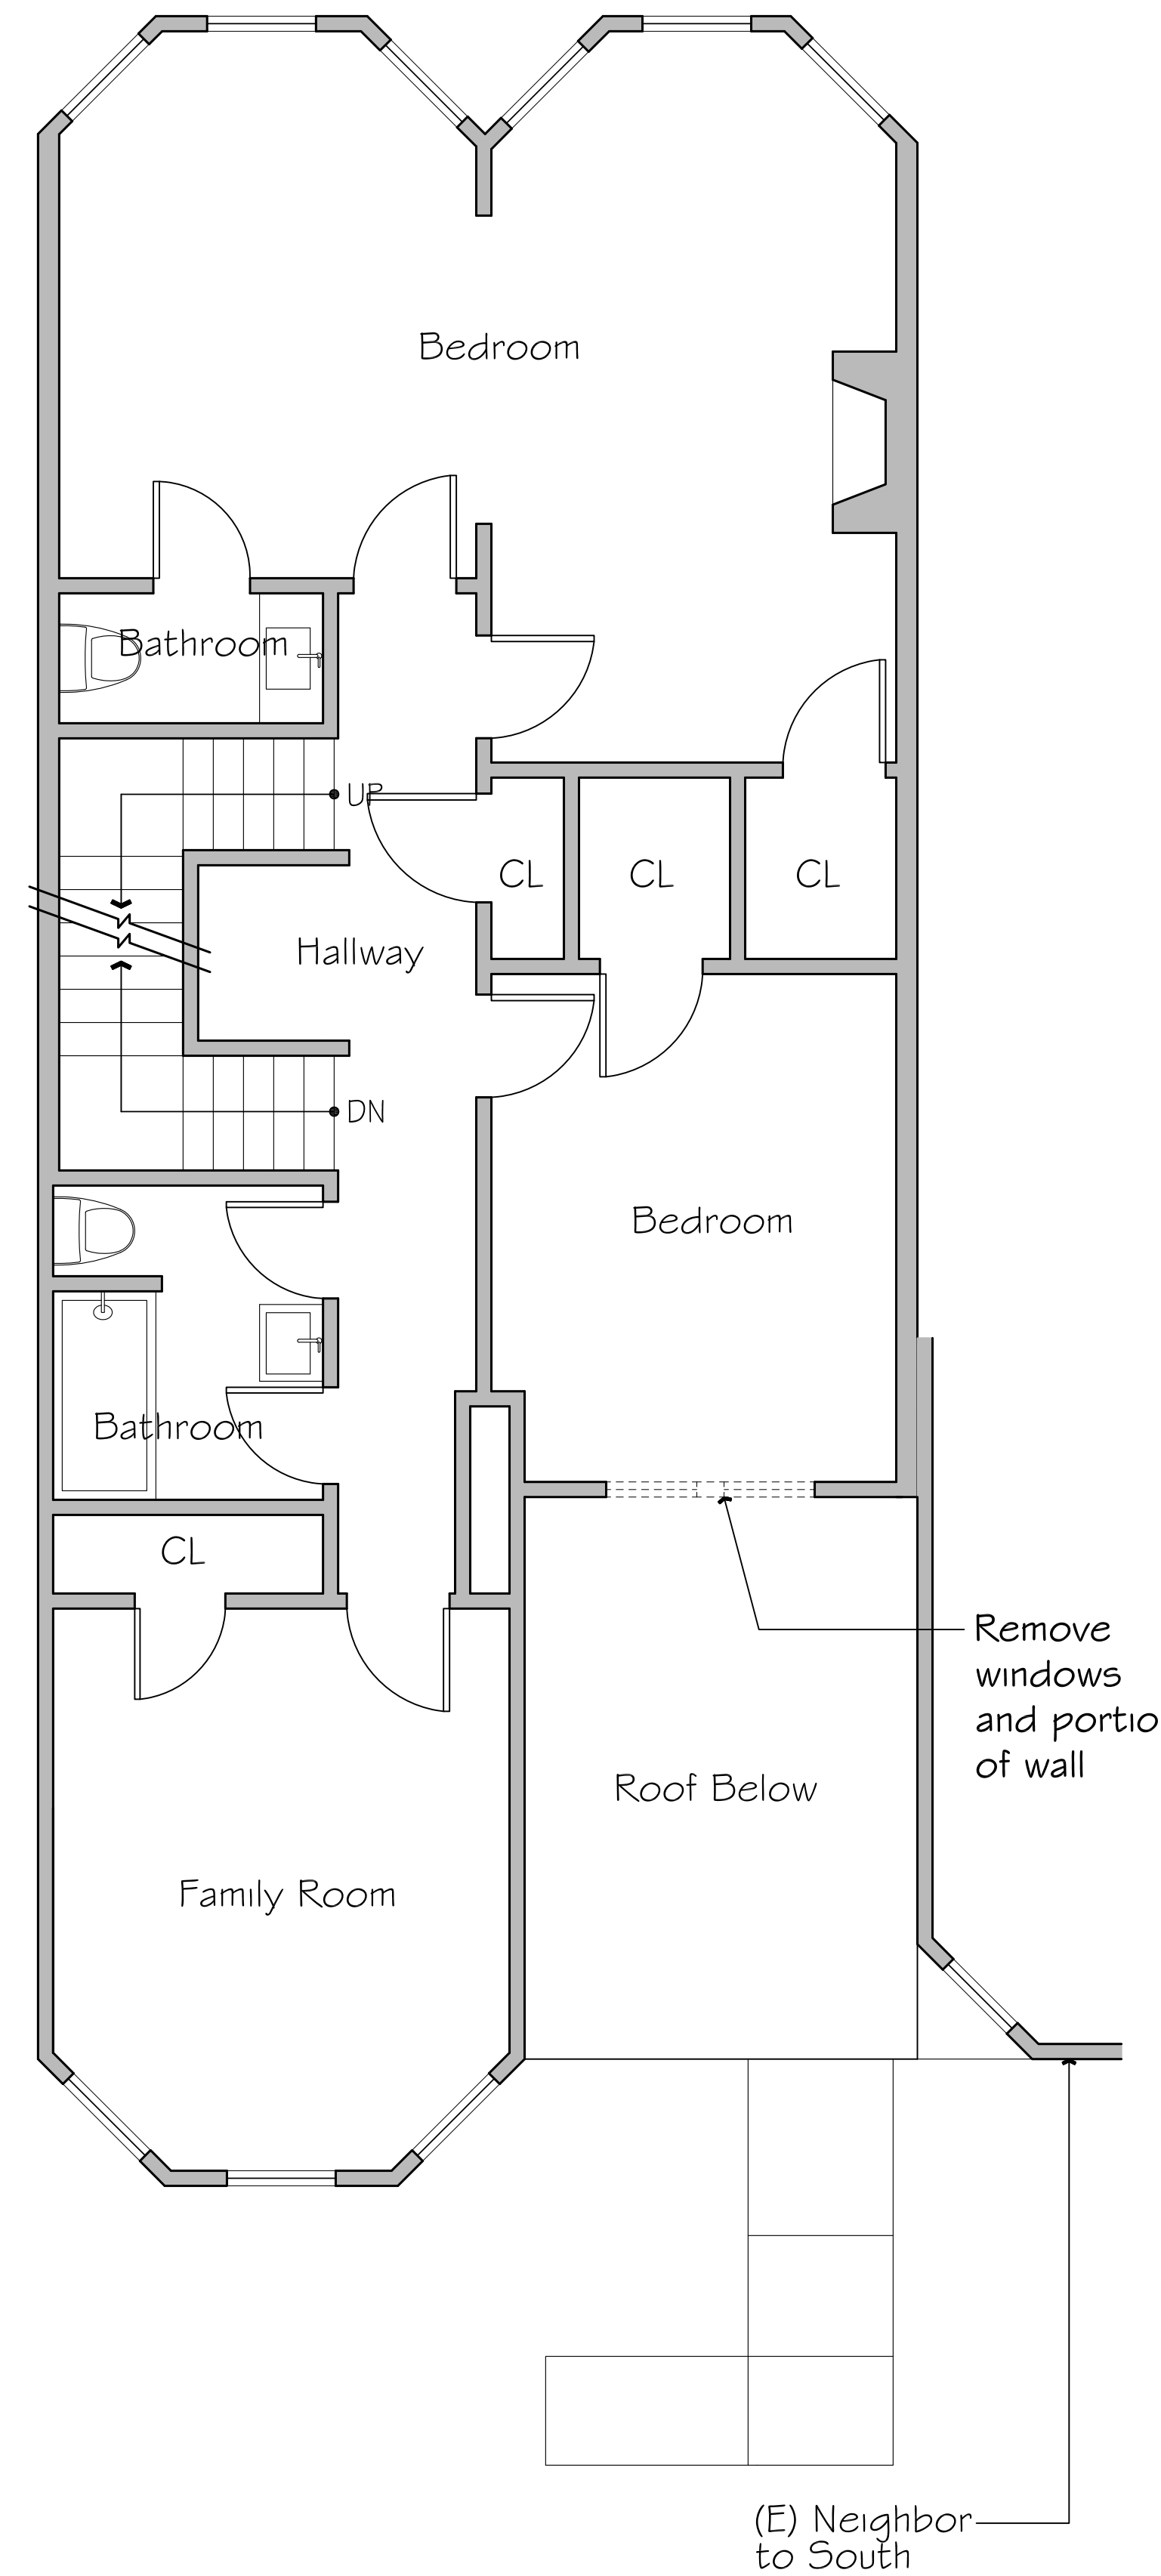 Bedroom
Bathroom
UP
CL
CL
CL
Hallway
DN
Bedroom
Bathroom
CL
Remove
windows
and portio
of wall
Roof Below
Family Room
(E) Neighbor
to South